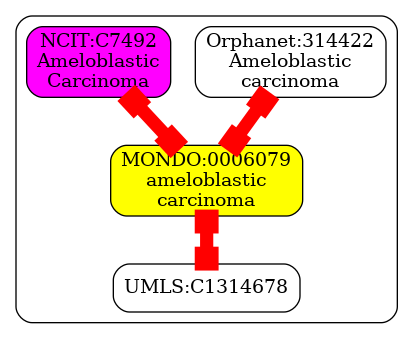 NCIT:C7492
Ameloblastic
Carcinoma
Orphanet:314422
Ameloblastic
carcinoma
MONDO:0006079
ameloblastic
carcinoma
UMLS:C1314678